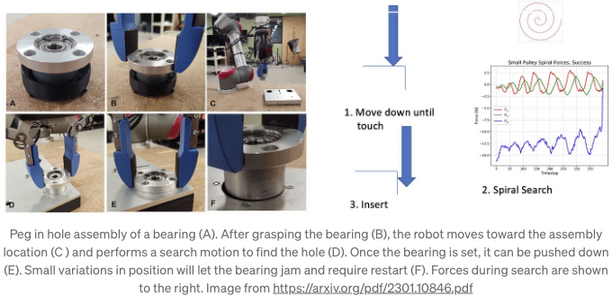 A
B
C
D
E
F
1. Move down until
touch
3. Insert
Small Pulley Spiral Forces, Success
Force (N)
Timestep
2. Spiral Search
Peg in hole assembly of a bearing (A). After grasping the bearing (B), the robot moves toward the assembly
location (C ) and performs a search motion to find the hole (D). Once the bearing is set, it can be pushed down
(E). Small variations in position will let the bearing jam and require restart (F). Forces during search are shown
to the right. Image from https://arxiv.org/pdf/2301.10846.pdf